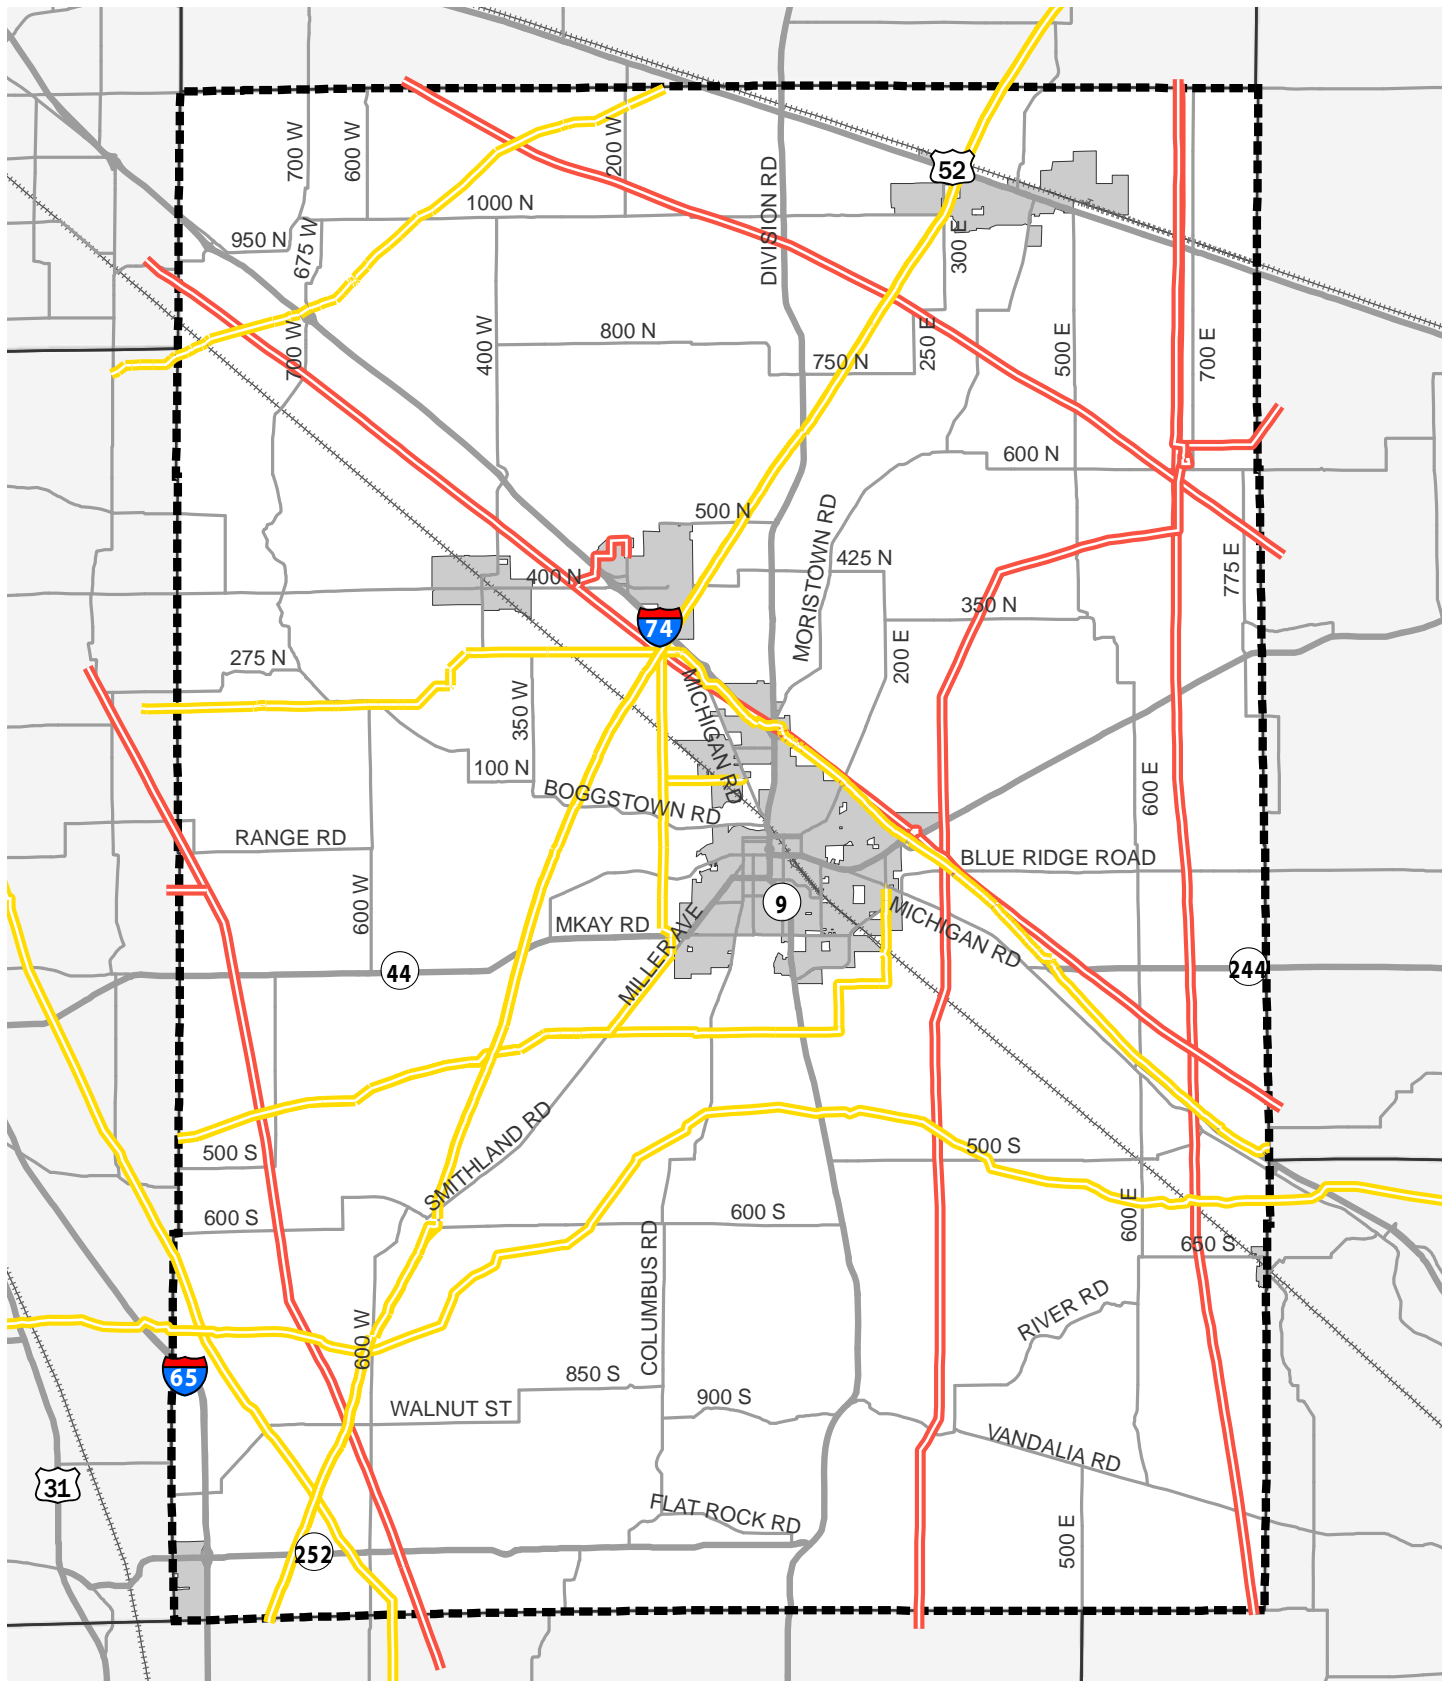 700 W
600 W
200 W
DIVISION RD
52
1000 N
950 N
675 W
300 E
700 W
400 W
800 N
750 N
250 E
500 E
700 E
600 N
500 N
MORISTOWN RD
425 N
775 E
400 N
350 N
74
200 E
275 N
350 W
MICHIGAN RD
100 N
BOGGSTOWN RD
600 E
RANGE RD
BLUE RIDGE ROAD
600 W
MKAY RD
MILLER AVE
9
MICHIGAN RD
44
244
500 S
SMITHLAND RD
500 S
600 S
600 S
600 E
650 S
COLUMBUS RD
RIVER RD
600 W
65
850 S
WALNUT ST
900 S
VANDALIA RD
31
FLAT ROCK RD
252
500 E